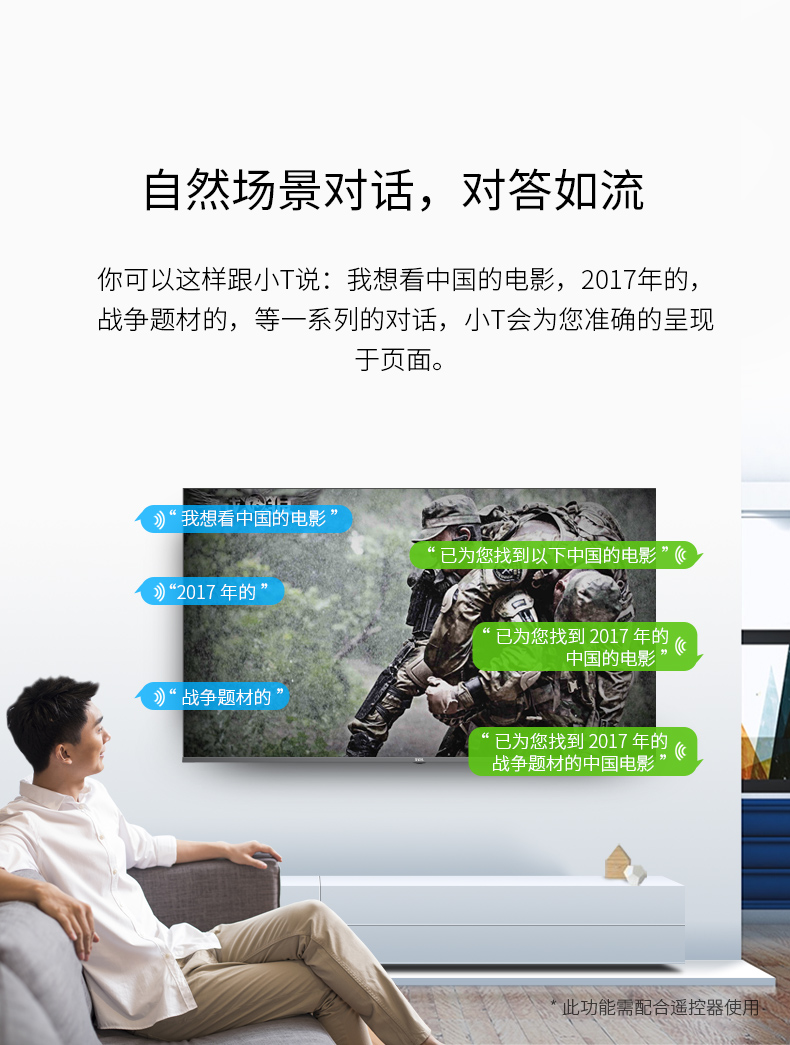 自然场景对话，对答如流
你可以这样跟小T说：我想看中国的电影，2017年的，
战争题材的，等一系列的对话，小T会为您准确的呈现
于页面。
“ 我想看中国的电影 ”
“ 已为您找到以下中国的电影 ”
“2017 年的 ”
“ 已为您找到 2017 年的
中国的电影 ”
“ 战争题材的 ”
“ 已为您找到 2017 年的
战争题材的中国电影 ”
* 此功能需配合遥控器使用